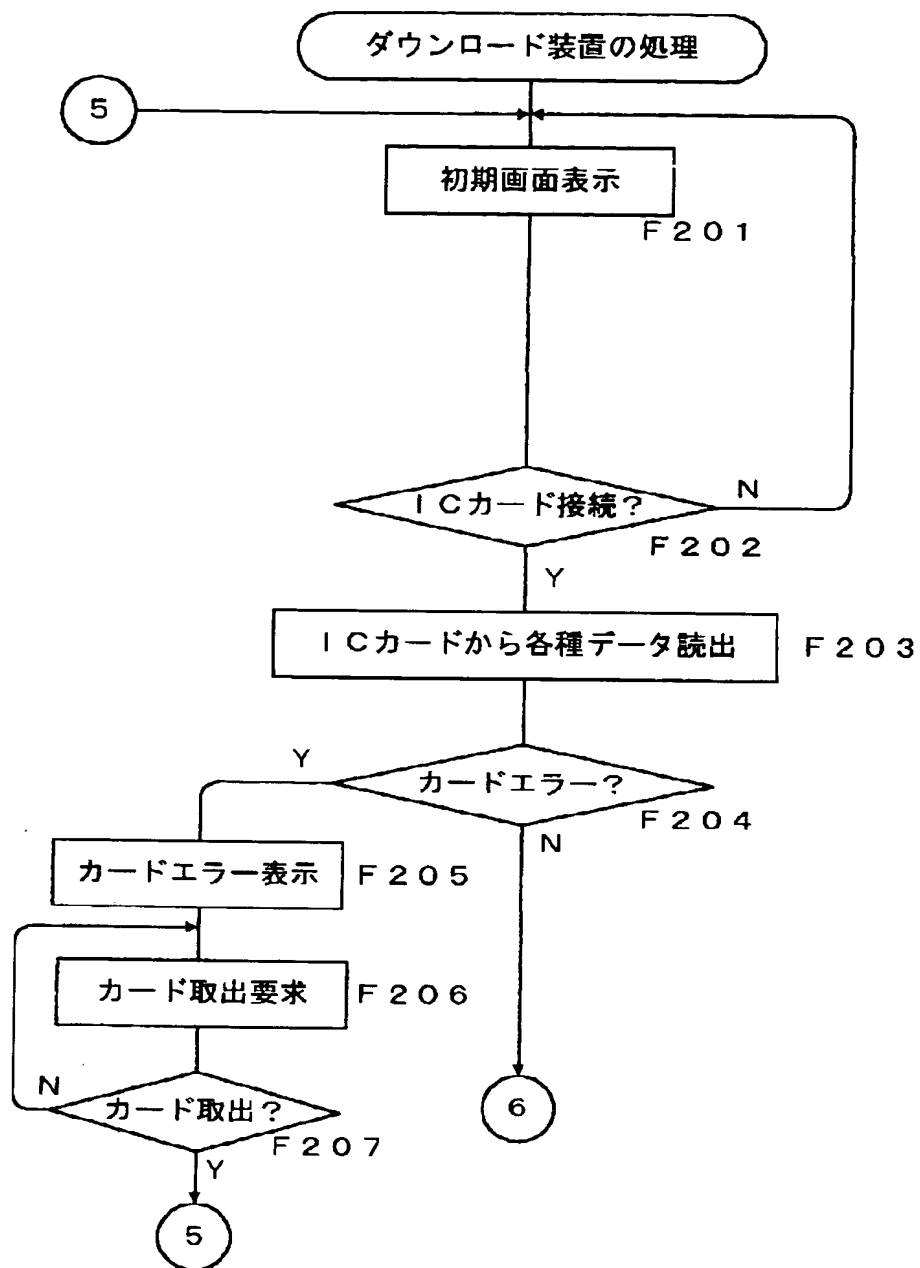 ダウンロード装置の処理
5
初期画面表示
F201
ICカード接続?
N
F202
Y
ICカードから各種データ読出 F203
Y
カードエラー?
F204
N
カードエラー表示 F205
カード取出要求 F206
N
カード取出?
F207
Y
6
5